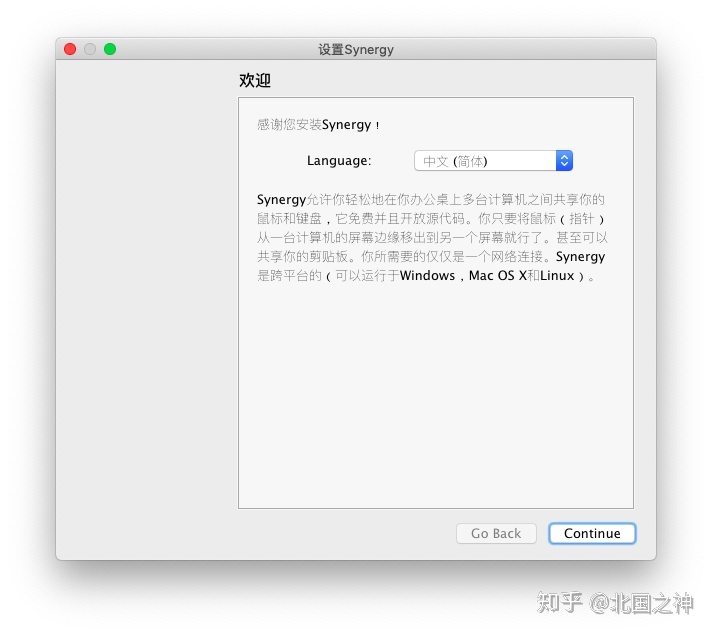 设置Synergy
欢迎
感谢您安装Synergy！
Language: 中文 (简体)
Synergy允许你轻松地在你办公桌上多台计算机之间共享你的
鼠标和键盘，它免费并且开放源代码。你只要将鼠标（指针）
从一台计算机的屏幕边缘移出到另一个屏幕就行了。甚至可以
共享你的剪贴板。你所需要的仅仅是一个网络连接。Synergy
是跨平台的（可以运行于Windows，Mac OS X和Linux）。
Go Back Continue
知乎 @北国之神